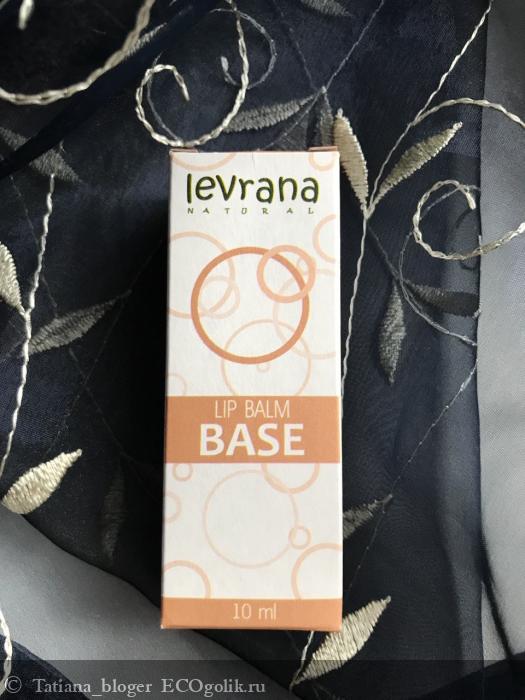 levrana
NATURAL
LIP BALM
BASE
10 ml
Tatiana_bloger ECOgolik.ru